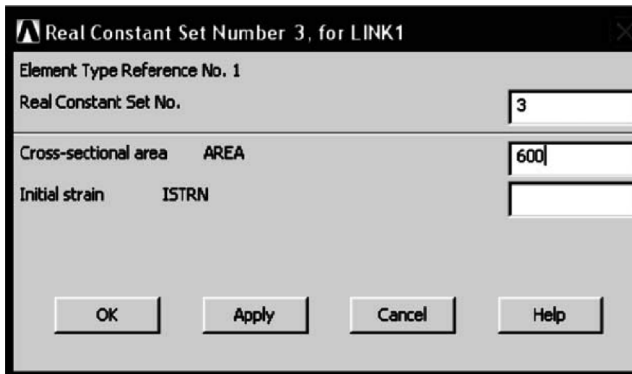 Real Constant Set Number 3, for LINK1
Element Type Reference No. 1
Real Constant Set No. 3
Cross-sectional area AREA 600
Initial strain ISTRN
OK Apply Cancel Help